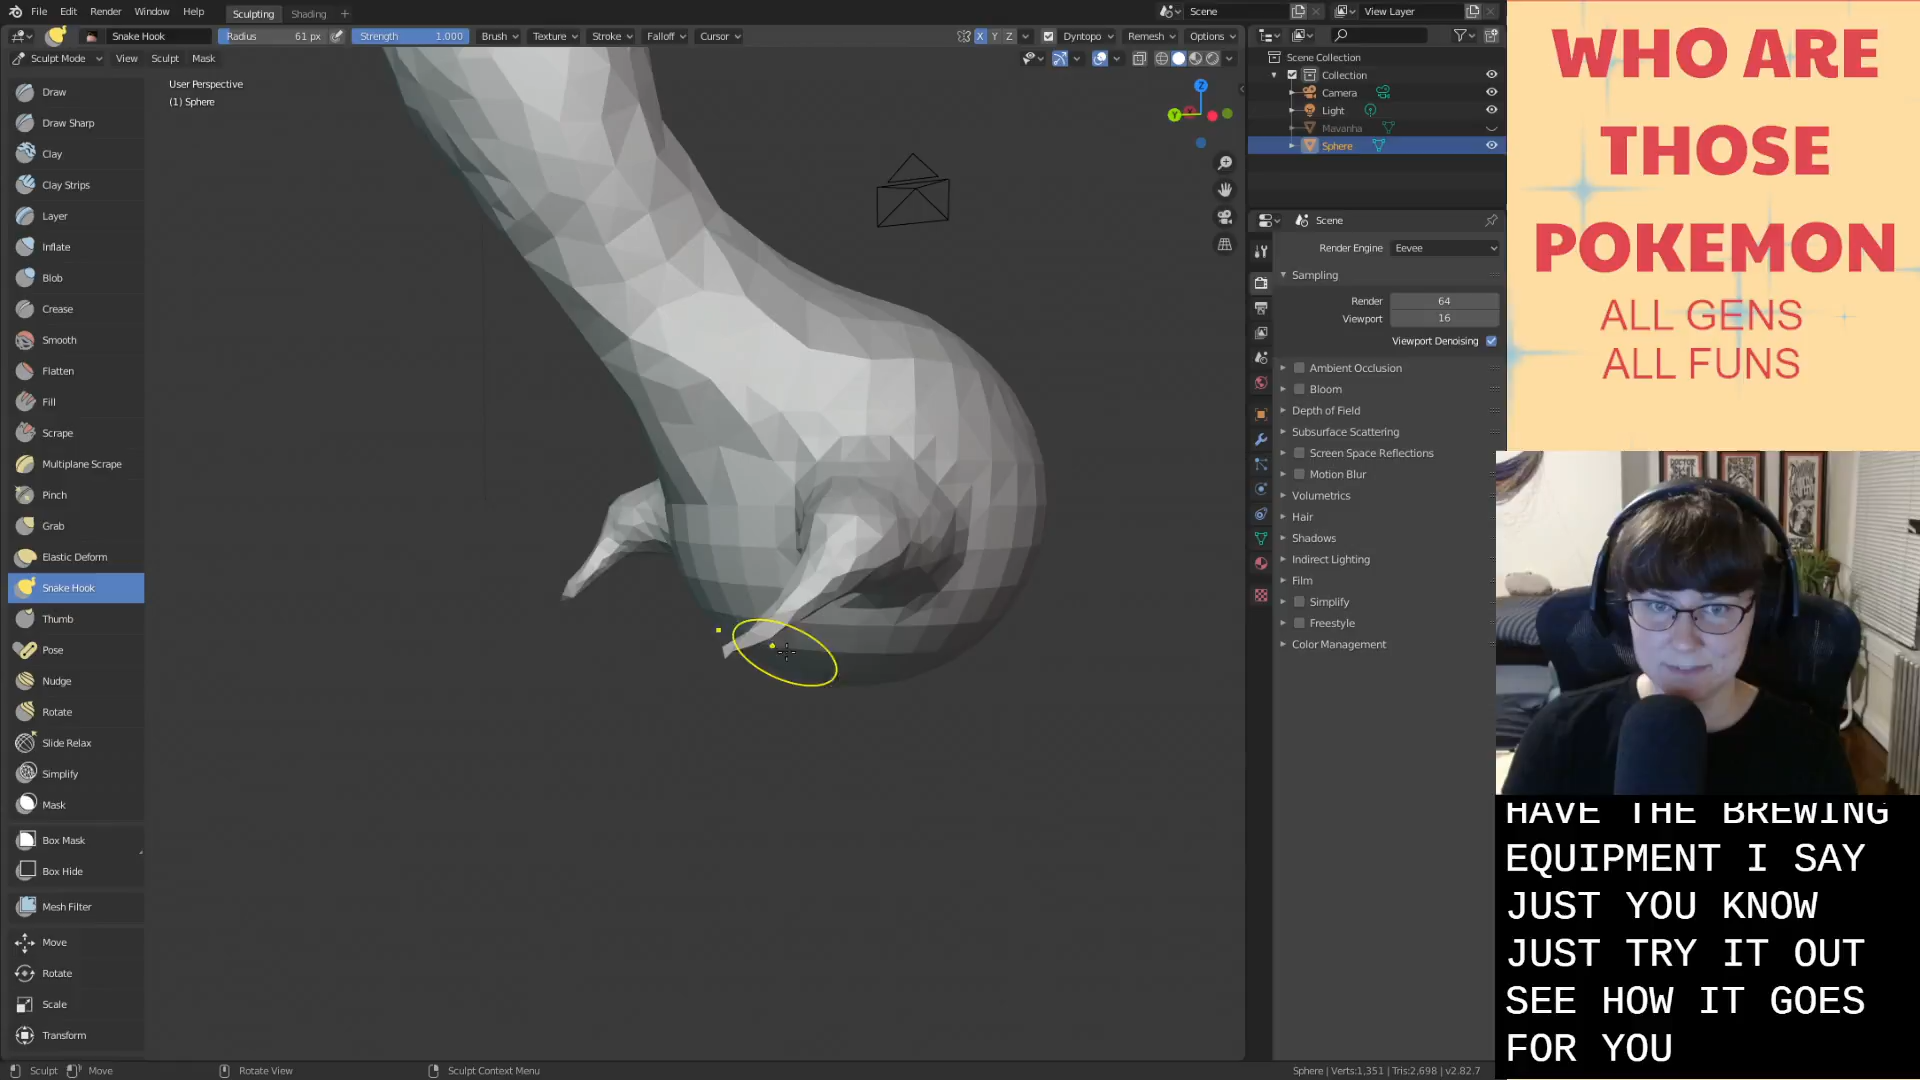 File Edit Render Window Help Sculpting Shading + Scene View Layer
Snake Hook Radius 61 px Strength 1.000 Brush Texture Stroke Falloff Cursor X Y Z Dyntopo Remesh Options
Sculpt Mode View Sculpt Mask
User Perspective
(1) Sphere
Draw
Draw Sharp
Clay
Clay Strips
Layer
Inflate
Blob
Crease
Smooth
Flatten
Fill
Scrape
Multiplane Scrape
Pinch
Grab
Elastic Deform
Snake Hook
Thumb
Pose
Nudge
Rotate
Slide Relax
Simplify
Mask
Box Mask
Box Hide
Mesh Filter
Move
Rotate
Scale
Transform
Z
Y
Scene Collection
Collection
Camera
Light
Mavanha
Sphere
Scene
Render Engine Eevee
Sampling
Render 64
Viewport 16
Viewport Denoising
Ambient Occlusion
Bloom
Depth of Field
Subsurface Scattering
Screen Space Reflections
Motion Blur
Volumetrics
Hair
Shadows
Indirect Lighting
Film
Simplify
Freestyle
Color Management
WHO ARE
THOSE
POKEMON
ALL GENS
ALL FUNS
HAVE THE BREWING
EQUIPMENT I SAY
JUST YOU KNOW
JUST TRY IT OUT
SEE HOW IT GOES
FOR YOU
Sculpt Move Rotate View Sculpt Context Menu Sphere | Verts:1,351 | Tris:2,698 | v2.82.7